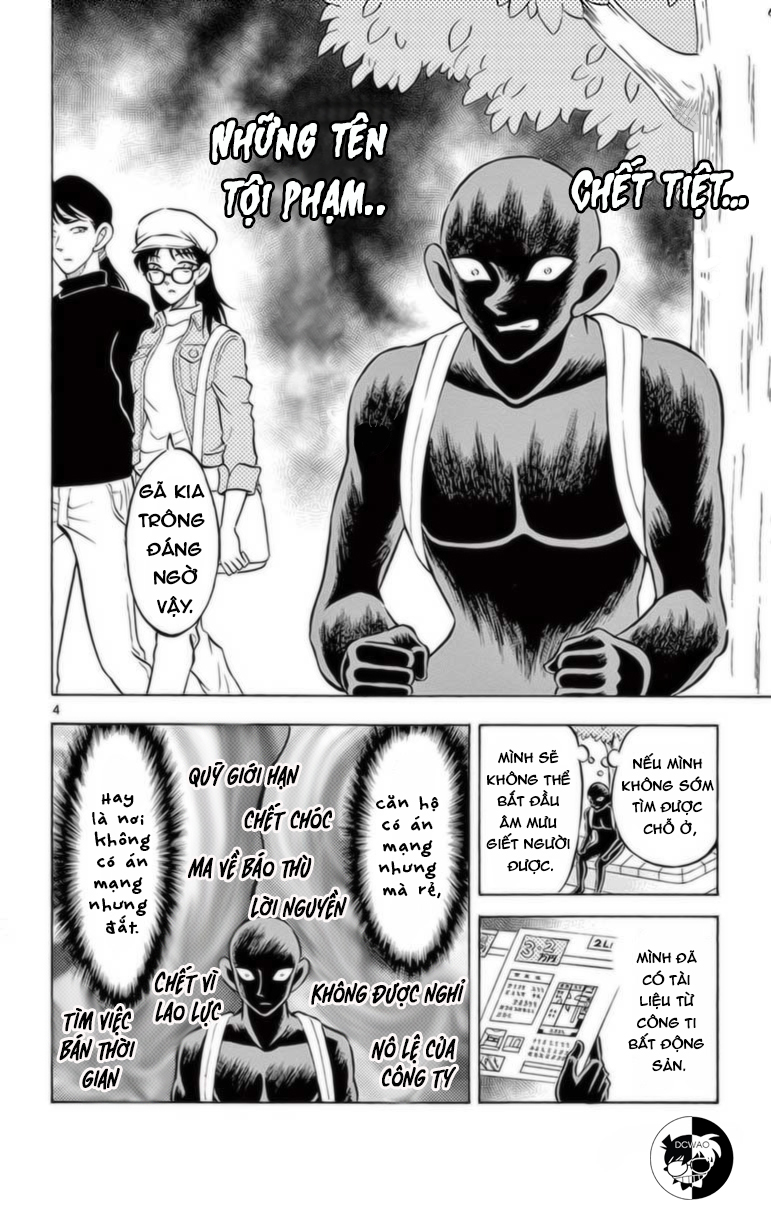 CHẾT TIỆT...
NHỮNG TÊN
TỘI PHẠM..
GÃ KIA
TRÔNG
ĐÁNG
NGỜ
VẬY.
4
NẾU MÌNH
KHÔNG SỚM
TÌM ĐƯỢC
CHỖ Ở,
MÌNH SẼ
KHÔNG THỂ
BẮT ĐẦU
ÂM MƯU
GIẾT NGƯỜI
ĐƯỢC.
MÌNH ĐÃ
CÓ TÀI
LIỆU TỪ
CÔNG TI
BẤT ĐỘNG
SẢN.
3.2
2L
căn hộ
có án
mạng
nhưng
mà rẻ,
QUỸ GIỚI HẠN
CHẾT CHÓC
MA VỀ BÁO THÙ
LỜI NGUYỀN
Hay
là nơi
không
có án
mạng
nhưng
đắt.
KHÔNG ĐƯỢC NGHỈ
NÔ LỆ CỦA
CÔNG TY
CHẾT VÌ
LAO LỰC
TÌM VIỆC
BÁN THỜI
GIAN
DCWAO